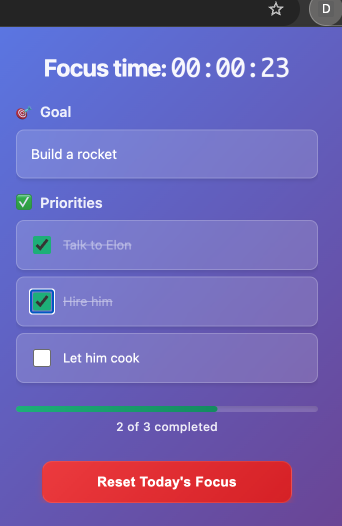 D
Focus time: 00:00:23
🎯 Goal
Build a rocket
✅ Priorities
Talk to Elon
Hire him
Let him cook
2 of 3 completed
Reset Today's Focus